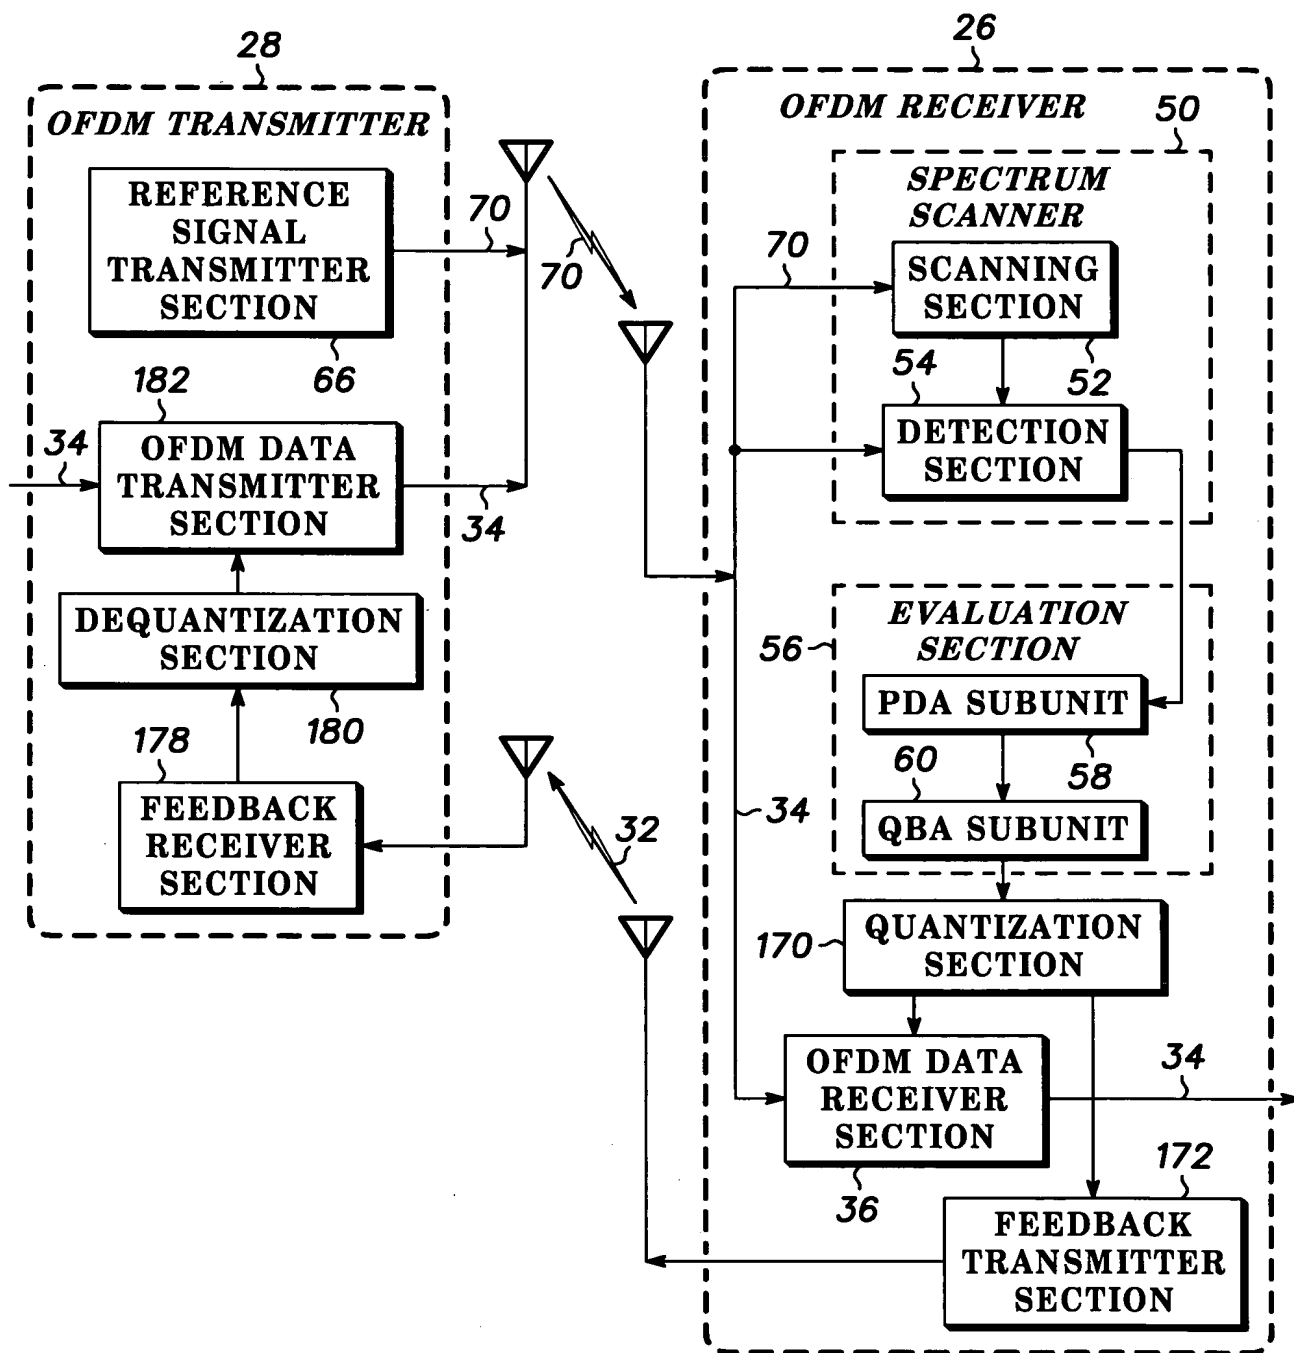 28
OFDM TRANSMITTER
REFERENCE
SIGNAL
TRANSMITTER
SECTION
66
70
182
34
OFDM DATA
TRANSMITTER
SECTION
34
DEQUANTIZATION
SECTION
180
178
FEEDBACK
RECEIVER
SECTION
70
32
26
OFDM RECEIVER
50
SPECTRUM
SCANNER
70
SCANNING
SECTION
52
54
DETECTION
SECTION
56
EVALUATION
SECTION
PDA SUBUNIT
58
60
QBA SUBUNIT
34
170
QUANTIZATION
SECTION
OFDM DATA
RECEIVER
SECTION
36
34
172
FEEDBACK
TRANSMITTER
SECTION